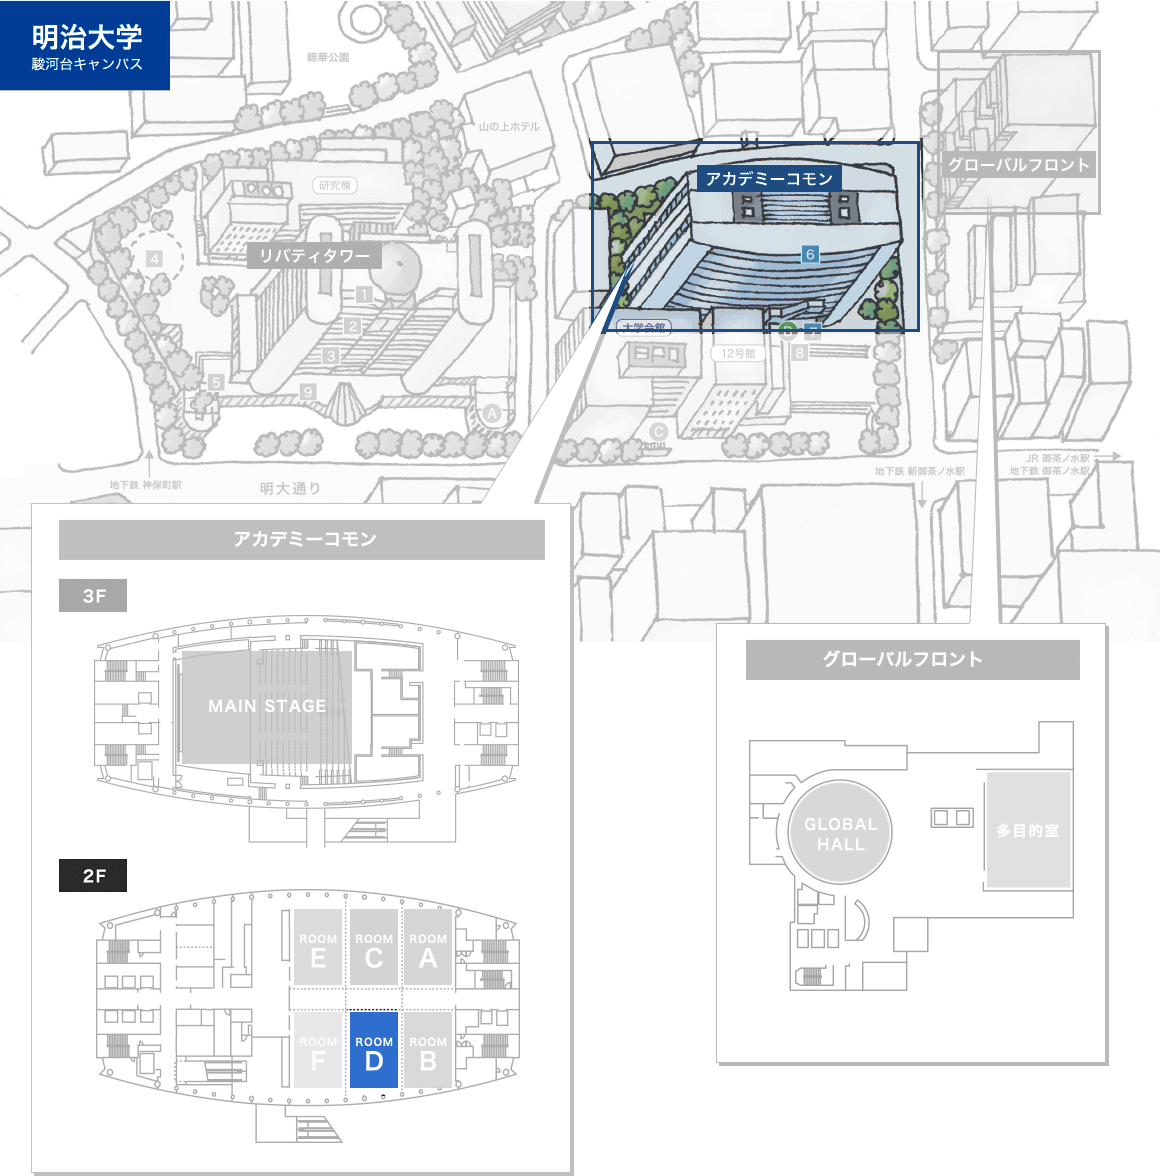 明治大学
駿河台キャンパス
錦華公園
山の上ホテル
研究棟
リバティタワー
アカデミーコモン
グローバルフロント
4
1
2
3
5
9
A
6
大学会館
D
7
12号館
8
C
地下鉄 神保町駅
明大通り
地下鉄 新御茶ノ水駅
JR 御茶ノ水駅
地下鉄 御茶ノ水駅
アカデミーコモン
3F
MAIN STAGE
2F
ROOM
E
ROOM
C
ROOM
A
ROOM
F
ROOM
D
ROOM
B
グローバルフロント
GLOBAL
HALL
多目的室